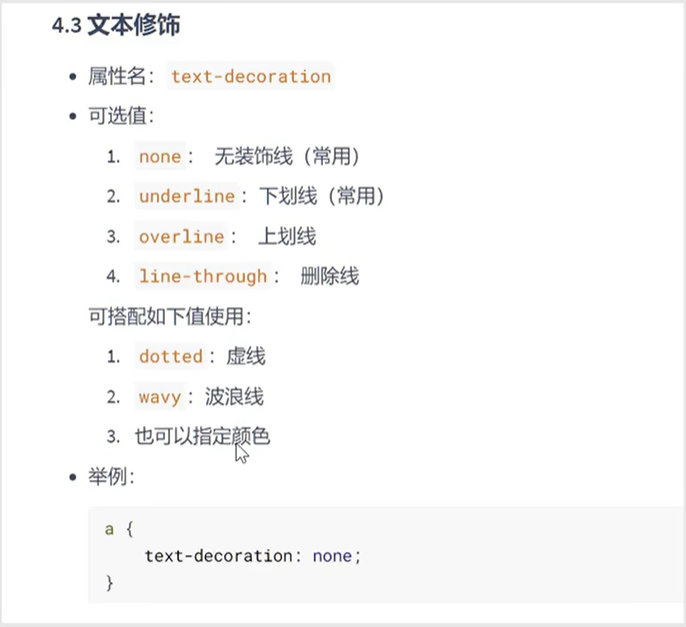 4.3 文本修饰
• 属性名： text-decoration
• 可选值：
1. none： 无装饰线（常用）
2. underline：下划线（常用）
3. overline： 上划线
4. line-through： 删除线
可搭配如下值使用：
1. dotted：虚线
2. wavy：波浪线
3. 也可以指定颜色
• 举例：
a {
    text-decoration: none;
}